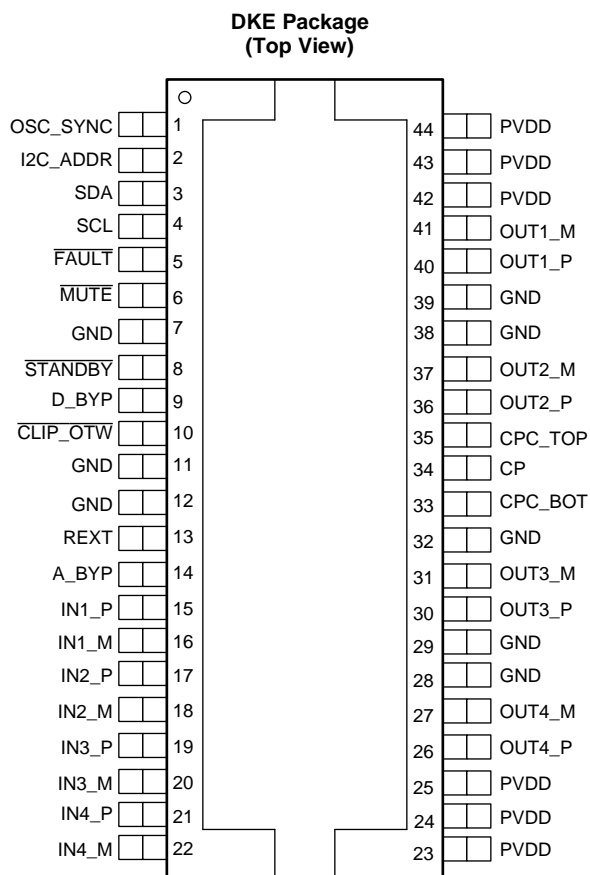 DKE Package
(Top View)
OSC_SYNC 1 44 PVDD
I2C_ADDR 2 43 PVDD
SDA 3 42 PVDD
SCL 4 41 OUT1_M
FAULT 5 40 OUT1_P
MUTE 6 39 GND
GND 7 38 GND
STANDBY 8 37 OUT2_M
D_BYP 9 36 OUT2_P
CLIP_OTW 10 35 CPC_TOP
GND 11 34 CP
GND 12 33 CPC_BOT
REXT 13 32 GND
A_BYP 14 31 OUT3_M
IN1_P 15 30 OUT3_P
IN1_M 16 29 GND
IN2_P 17 28 GND
IN2_M 18 27 OUT4_M
IN3_P 19 26 OUT4_P
IN3_M 20 25 PVDD
IN4_P 21 24 PVDD
IN4_M 22 23 PVDD